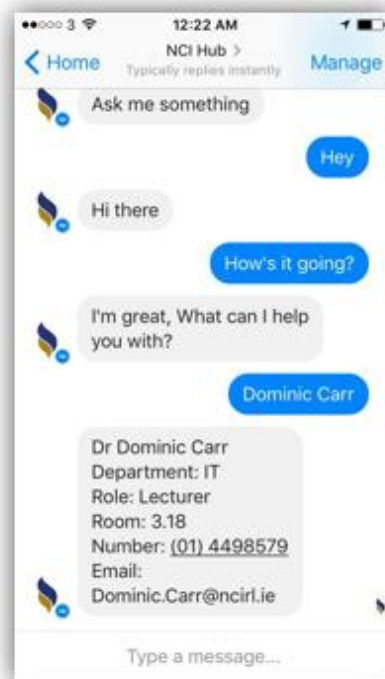 3 12:22 AM
Home NCI Hub > Manage
Typically replies instantly
Ask me something
Hey
Hi there
How's it going?
I'm great, What can I help
you with?
Dominic Carr
Dr Dominic Carr
Department: IT
Role: Lecturer
Room: 3.18
Number: (01) 4498579
Email:
Dominic.Carr@ncirl.ie
Type a message...